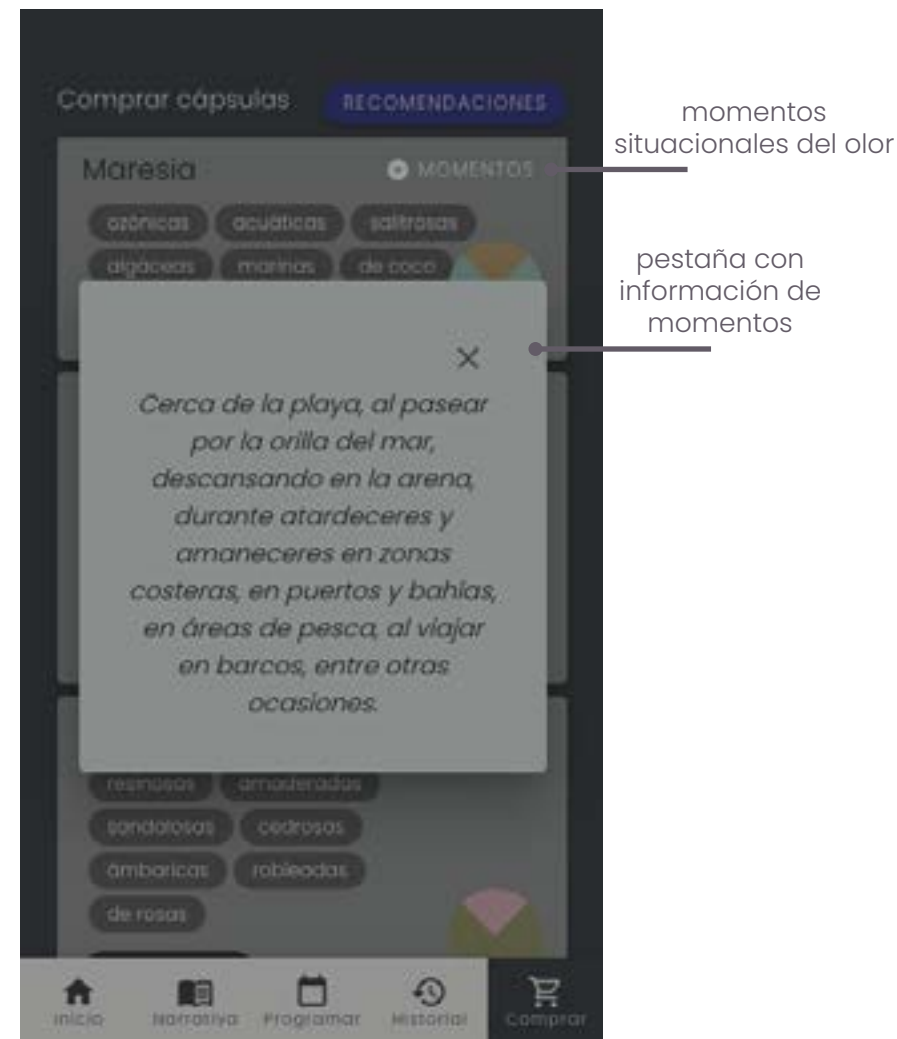 Comprar cápsulas
RECOMENDACIONES
Maresia
MOMENTOS
ozónicas acuáticas salitrosas
algáceas marinas de coco
Cerca de la playa, al pasear
por la orilla del mar,
descansando en la arena,
durante atardeceres y
amaneceres en zonas
costeras, en puertos y bahías,
en áreas de pesca, al viajar
en barcos, entre otras
ocasiones.
resinosas amaderadas
sandalosas cedrosas
ámbaricas robleadas
de rosas
Inicio Narrativa Programar Historial Comprar
momentos
situacionales del olor
pestaña con
información de
momentos